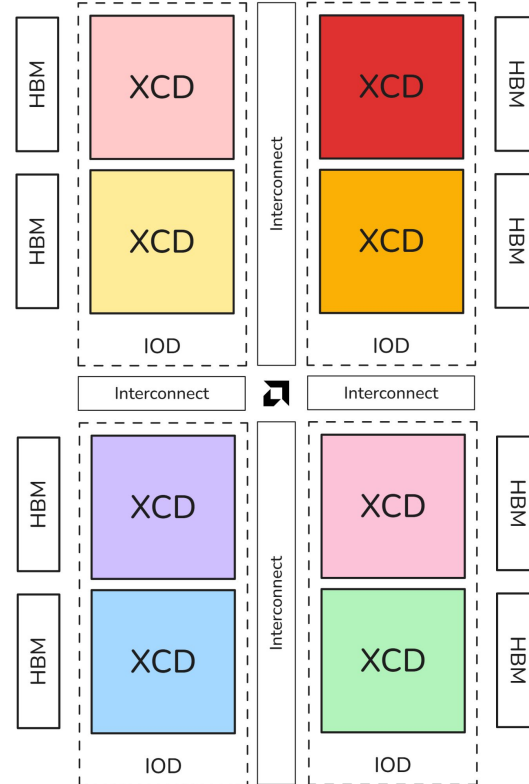 HBM
XCD
Interconnect
XCD
HBM
HBM
XCD
XCD
HBM
IOD
IOD
Interconnect
Interconnect
HBM
XCD
Interconnect
XCD
HBM
HBM
XCD
XCD
HBM
IOD
IOD